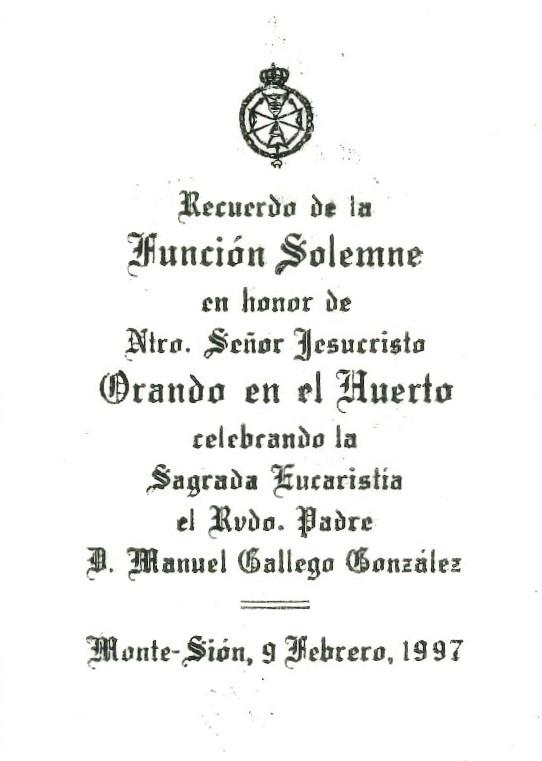 Recuerdo de la
Función Solemne
en honor de
Ntro. Señor Jesucristo
Orando en el Huerto
celebrando la
Sagrada Eucaristía
el Rvdo. Padre
D. Manuel Gallego González
Monte-Sión, 9 Febrero, 1997